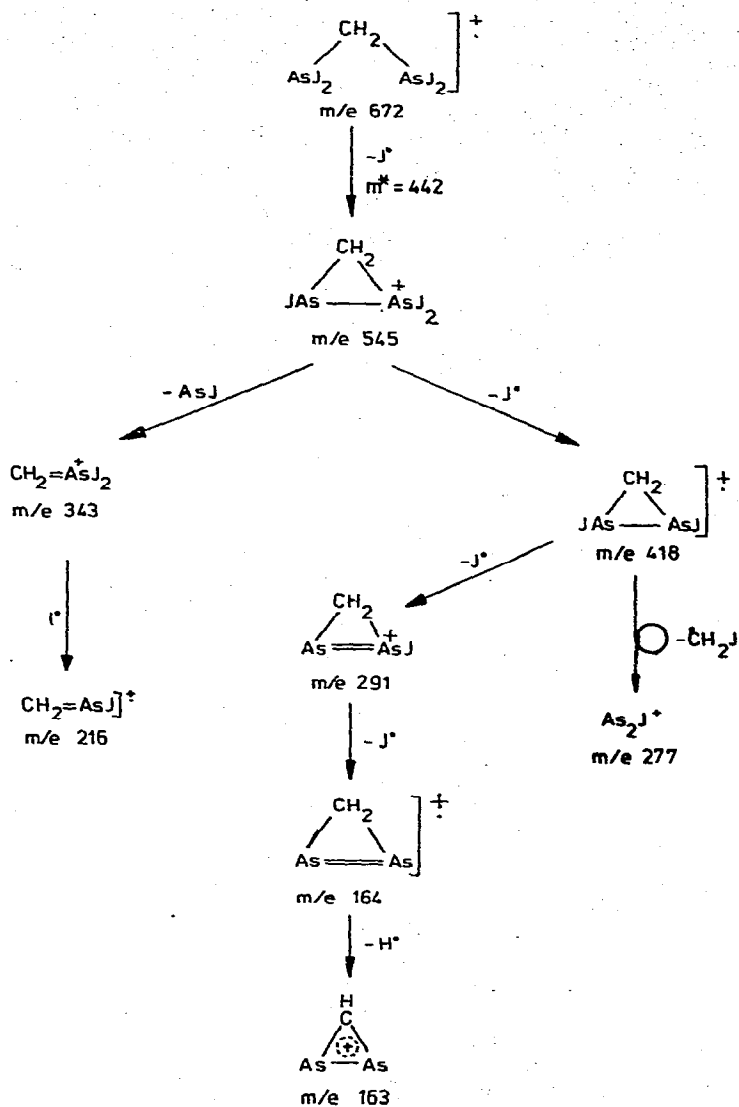 CH₂ ]+·
AsJ₂ AsJ₂
m/e 672
-J•
m* = 442
CH₂
JAs + AsJ₂
m/e 545
- AsJ
-J•
CH₂=AsJ₂ +
m/e 343
CH₂ ]+·
JAs AsJ
m/e 418
I•
-J•
-CH₂J
CH₂
As + AsJ
m/e 291
CH₂=AsJ]+·
m/e 216
As₂J+
m/e 277
-J•
CH₂ ]+·
As As
m/e 164
-H•
H
C
+
As As
m/e 163